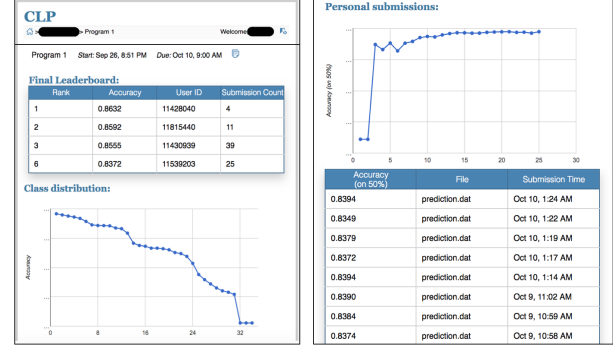 CLP
> Program 1
Welcome
Program 1 Start: Sep 26, 8:51 PM Due: Oct 10, 9:00 AM
Final Leaderboard:
Rank Accuracy User ID Submission Count
1 0.8632 11428040 4
2 0.8592 11815440 11
3 0.8555 11430939 39
6 0.8372 11539203 25
Class distribution:
...
...
...
...
...
Accuracy
0 8 16 24 32
Personal submissions:
...
...
...
...
Accuracy (on 50%)
0 5 10 15 20 25 30
Accuracy (on 50%) File Submission Time
0.8394 prediction.dat Oct 10, 1:24 AM
0.8349 prediction.dat Oct 10, 1:22 AM
0.8379 prediction.dat Oct 10, 1:19 AM
0.8372 prediction.dat Oct 10, 1:17 AM
0.8394 prediction.dat Oct 10, 1:14 AM
0.8390 prediction.dat Oct 9, 11:02 AM
0.8384 prediction.dat Oct 9, 10:59 AM
0.8374 prediction.dat Oct 9, 10:58 AM